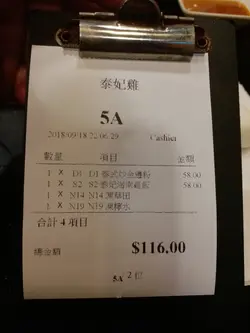 泰妃雞
5A
2018/09/18 22:06:29 Cashier
數量 項目 金額
1 X D1 D1 泰式炒金邊粉 58.00
1 X S2 S2 泰妃海南雞飯 58.00
1 X N14 N14 凍
1 X N19 N19 凍檸水
合計 4 項目
總金額 $116.00
5A 2 位